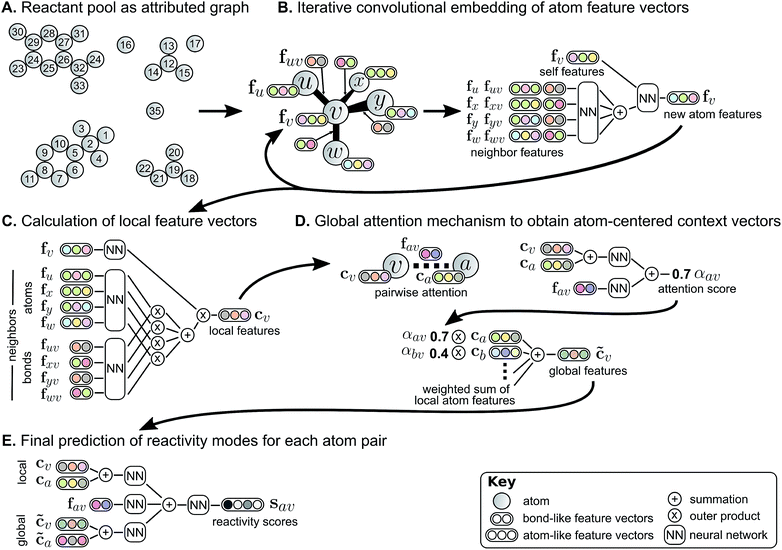 A. Reactant pool as attributed graph
30 28 31
29 27
24 25
23 26 32 24
33
16 13 17
12
14 15
35
3 1
10 2
9 5
4
8 6
11 7
20
22 19
21 18
B. Iterative convolutional embedding of atom feature vectors
f_uv
f_u u x
f_v v y
w
f_v
self features
f_u f_uv
f_x f_xv
f_y f_yv
f_w f_wv
neighbor features
NN + NN f_v
new atom features
C. Calculation of local feature vectors
f_v NN
neighbors
atoms
f_u
f_x
f_y
f_w
NN
bonds
f_uv
f_xv
f_yv
f_wv
NN
x x x x + x c_v
local features
D. Global attention mechanism to obtain atom-centered context vectors
f_av
c_v v c_a a
pairwise attention
c_v
c_a
+ NN
f_av NN
+ 0.7 α_av
attention score
α_av 0.7 x c_a
α_bv 0.4 x c_b
+ c̃_v
global features
weighted sum of
local atom features
E. Final prediction of reactivity modes for each atom pair
local
c_v
c_a
+ NN
f_av NN + NN s_av
reactivity scores
global
c̃_v
c̃_a
+ NN
Key
atom
bond-like feature vectors
atom-like feature vectors
+ summation
x outer product
NN neural network